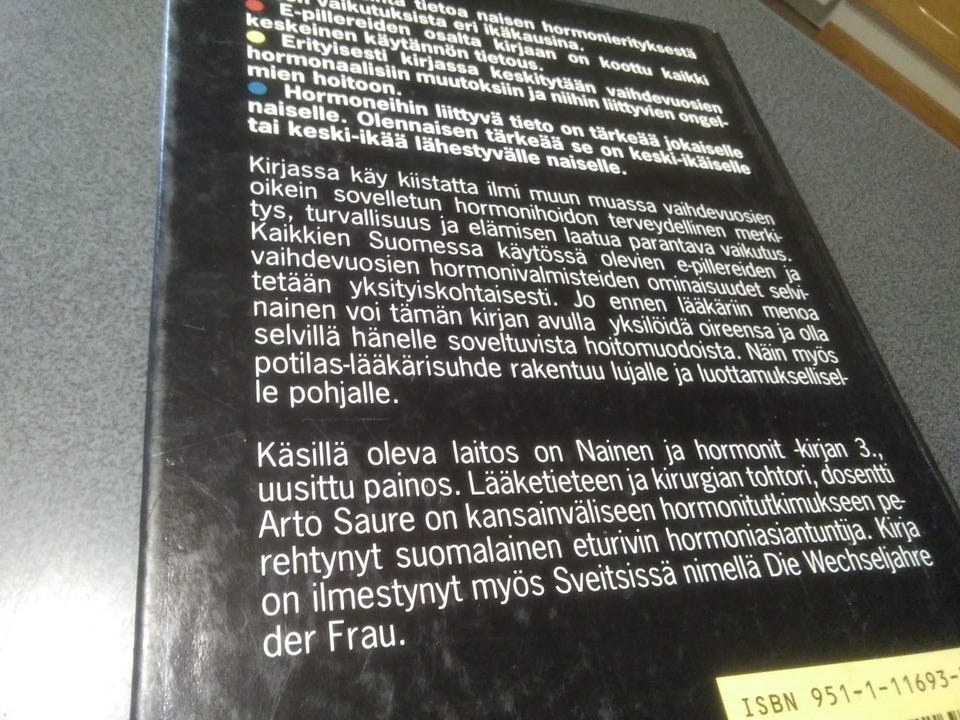 tietoa naisen hormonierityksestä
vaikutuksista eri ikäkausina.
E-pillereiden osalta kirjaan on koottu kaikki
keskeinen käytännön tietous.
Erityisesti kirjassa keskitytään vaihdevuosien
hormonaalisiin muutoksiin ja niihin liittyvien ongel-
mien hoitoon.
Hormoneihin liittyvä tieto on tärkeää jokaiselle
naiselle. Olennaisen tärkeää se on keski-ikäiselle
tai keski-ikää lähestyvälle naiselle.
Kirjassa käy kiistatta ilmi muun muassa vaihdevuosien
oikein sovelletun hormonihoidon terveydellinen merki-
tys, turvallisuus ja elämisen laatua parantava vaikutus.
Kaikkien Suomessa käytössä olevien e-pillereiden ja
vaihdevuosien hormonivalmisteiden ominaisuudet selvi-
tetään yksityiskohtaisesti. Jo ennen lääkäriin menoa
nainen voi tämän kirjan avulla yksilöidä oireensa ja olla
selvillä hänelle soveltuvista hoitomuodoista. Näin myös
potilas-lääkärisuhde rakentuu lujalle ja luottamuksellisel-
le pohjalle.
Käsillä oleva laitos on Nainen ja hormonit -kirjan 3.,
uusittu painos. Lääketieteen ja kirurgian tohtori, dosentti
Arto Saure on kansainväliseen hormonitutkimukseen pe-
rehtynyt suomalainen eturivin hormoniasiantuntija. Kirja
on ilmestynyt myös Sveitsissä nimellä Die Wechseljahre
der Frau.
ISBN 951-1-11693-